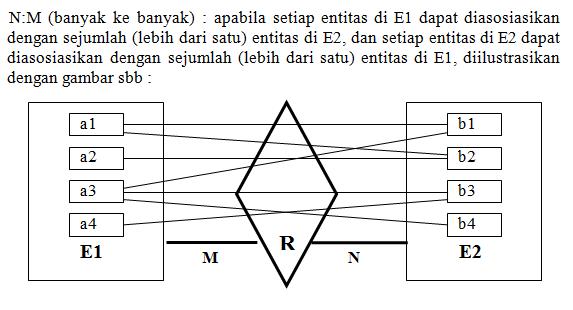 N:M (banyak ke banyak) : apabila setiap entitas di E1 dapat diasosiasikan
dengan sejumlah (lebih dari satu) entitas di E2, dan setiap entitas di E2 dapat
diasosiasikan dengan sejumlah (lebih dari satu) entitas di E1, diilustrasikan
dengan gambar sbb :
a1
b1
a2
b2
a3
b3
a4
b4
E1
M
R
N
E2